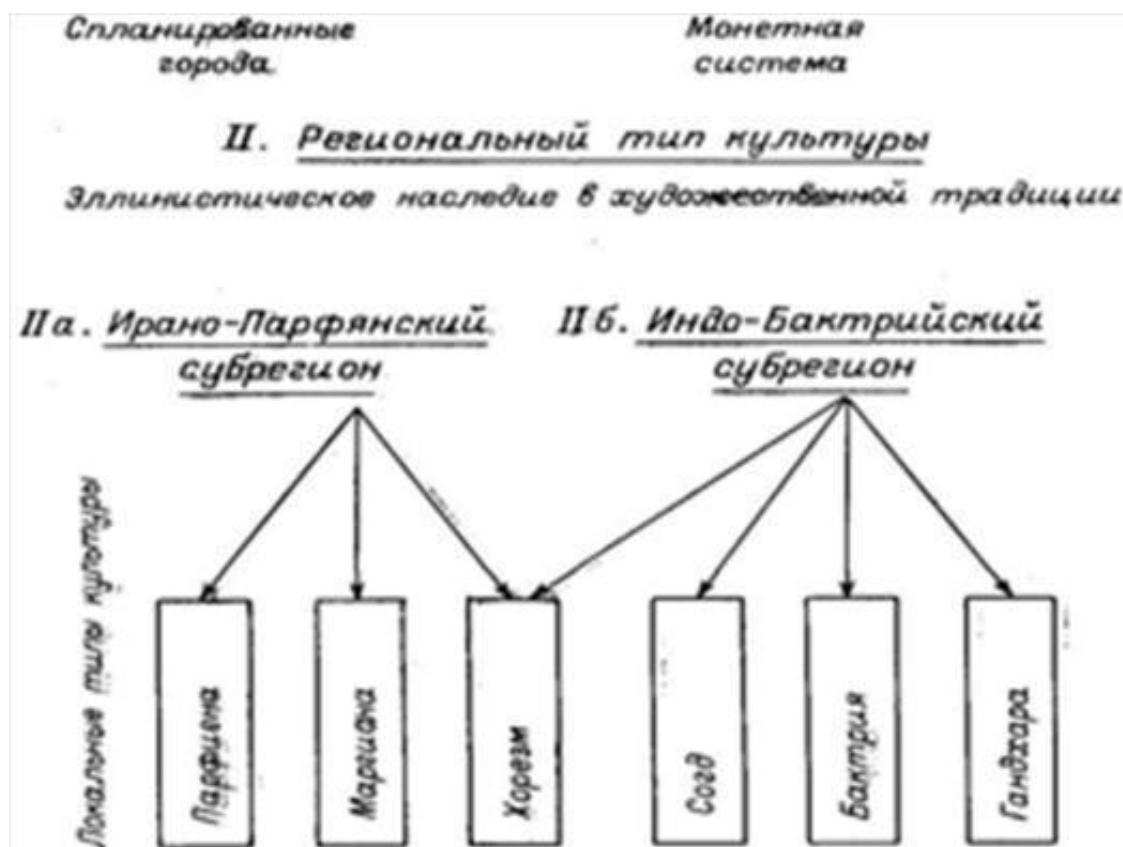 Спланированные
города.
Монетная
система
II. Региональный тип культуры
Эллинистическое наследие в художественной традиции
IIа. Ирано-Парфянский
субрегион
IIб. Индо-Бактрийский
субрегион
Локальные типы культуры
Парфиена
Маргиана
Хорезм
Согд
Бактрия
Гандхара